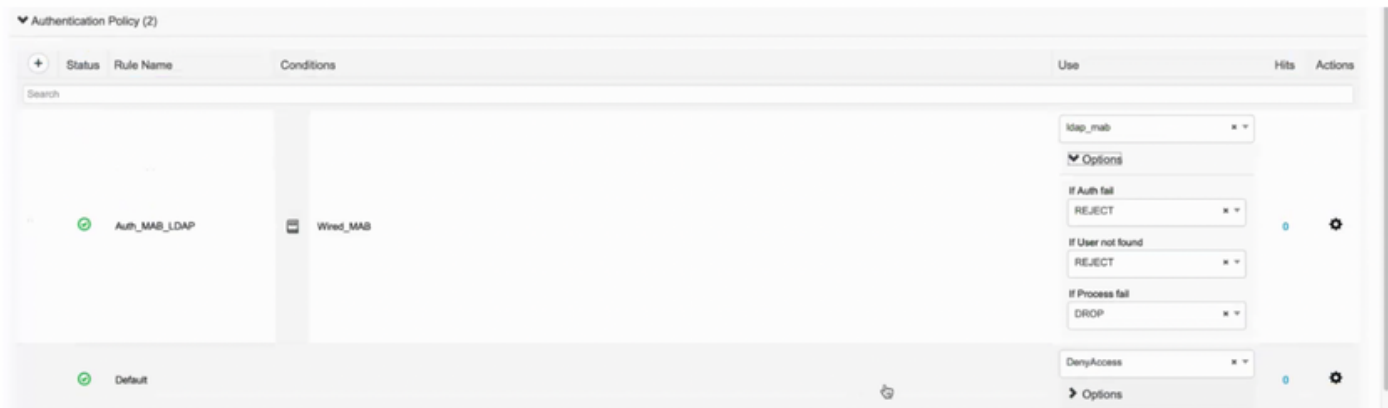 Authentication Policy (2)
+ Status Rule Name Conditions Use Hits Actions
Search
Auth_MAB_LDAP Wired_MAB
ldap_mab
Options
If Auth fail
REJECT
If User not found
REJECT
If Process fail
DROP
0
Default
DenyAccess
Options
0